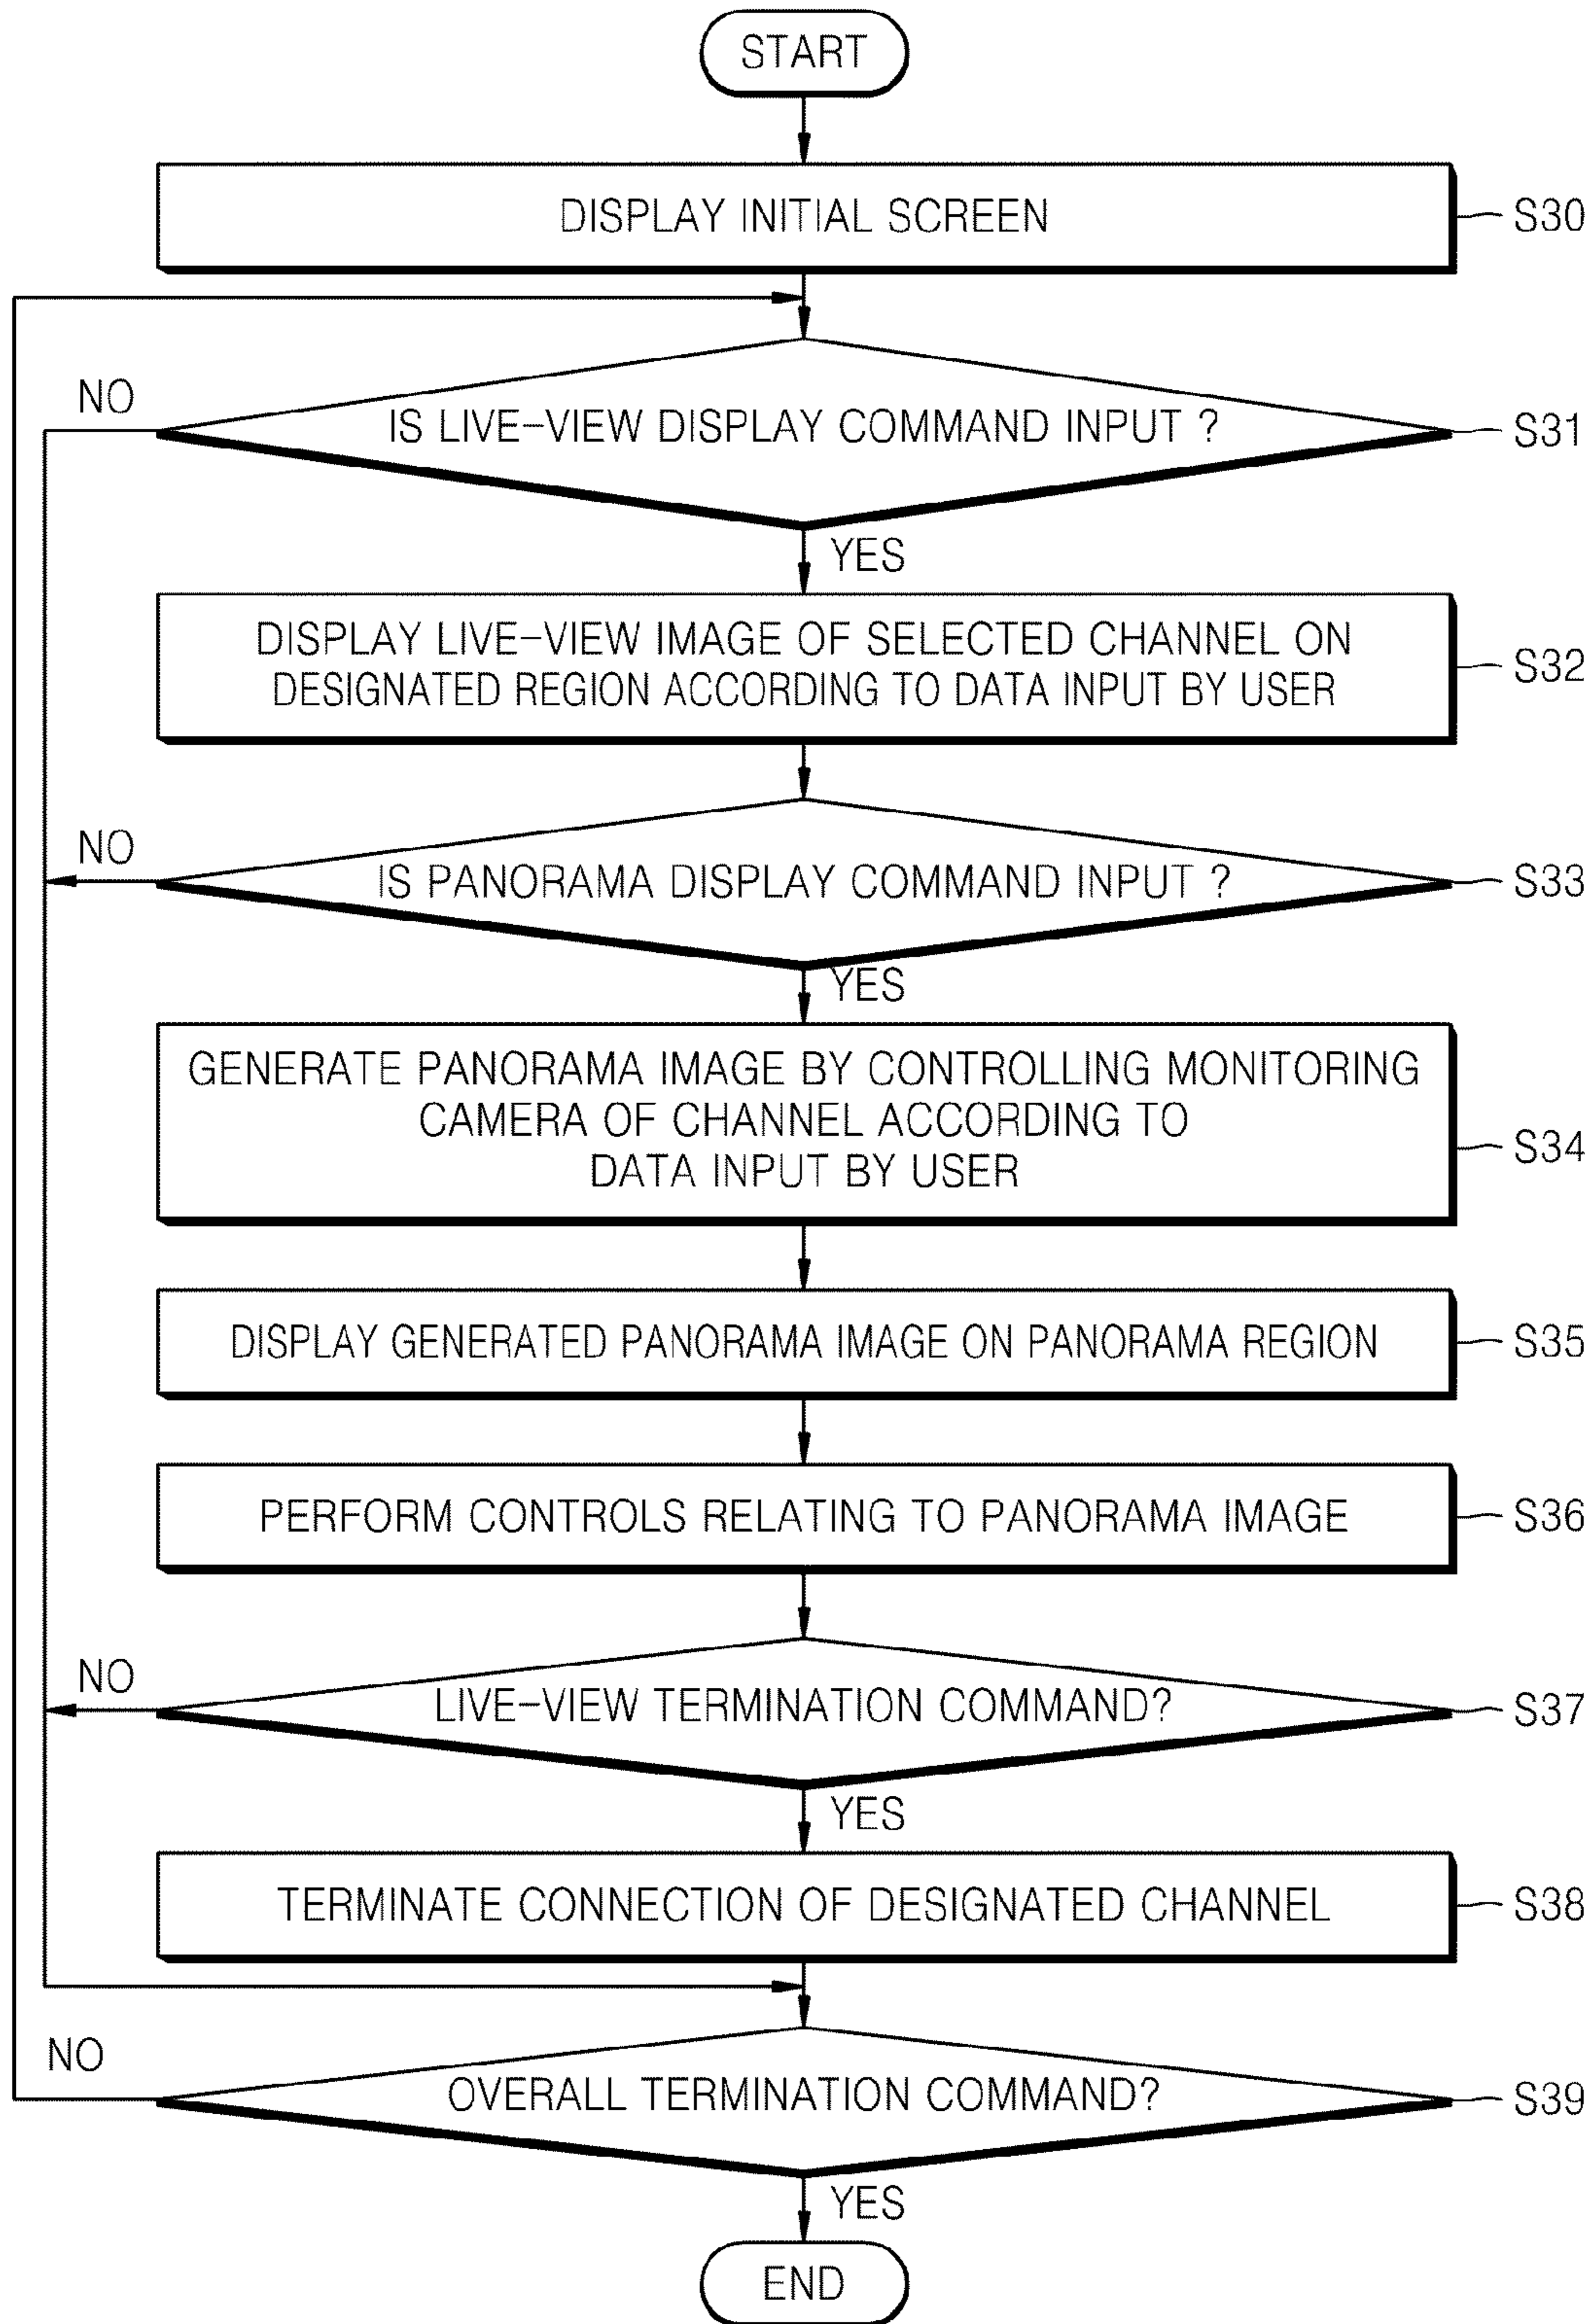 START
DISPLAY INITIAL SCREEN
S30
NO
IS LIVE-VIEW DISPLAY COMMAND INPUT ?
S31
YES
DISPLAY LIVE-VIEW IMAGE OF SELECTED CHANNEL ON
DESIGNATED REGION ACCORDING TO DATA INPUT BY USER
S32
NO
IS PANORAMA DISPLAY COMMAND INPUT ?
S33
YES
GENERATE PANORAMA IMAGE BY CONTROLLING MONITORING
CAMERA OF CHANNEL ACCORDING TO
DATA INPUT BY USER
S34
DISPLAY GENERATED PANORAMA IMAGE ON PANORAMA REGION
S35
PERFORM CONTROLS RELATING TO PANORAMA IMAGE
S36
NO
LIVE-VIEW TERMINATION COMMAND?
S37
YES
TERMINATE CONNECTION OF DESIGNATED CHANNEL
S38
NO
OVERALL TERMINATION COMMAND?
S39
YES
END